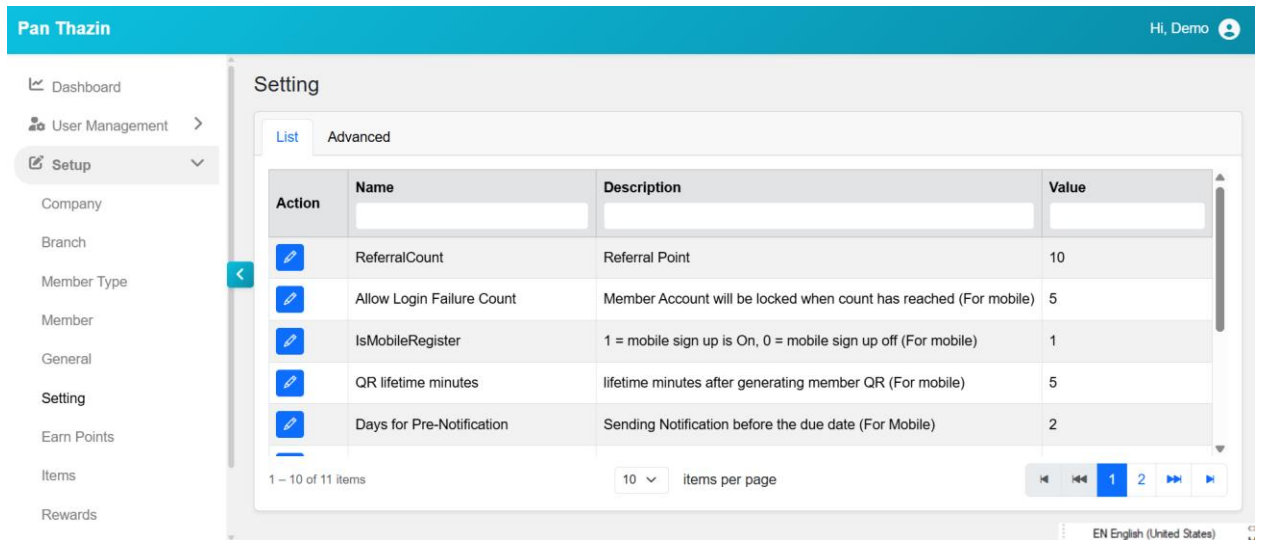 Pan Thazin
Hi, Demo
Dashboard
User Management
Setup
Company
Branch
Member Type
Member
General
Setting
Earn Points
Items
Rewards
Setting
List Advanced
Action Name Description Value
ReferralCount Referral Point 10
Allow Login Failure Count Member Account will be locked when count has reached (For mobile) 5
IsMobileRegister 1 = mobile sign up is On, 0 = mobile sign up off (For mobile) 1
QR lifetime minutes lifetime minutes after generating member QR (For mobile) 5
Days for Pre-Notification Sending Notification before the due date (For Mobile) 2
1 – 10 of 11 items 10 items per page 1 2
EN English (United States)